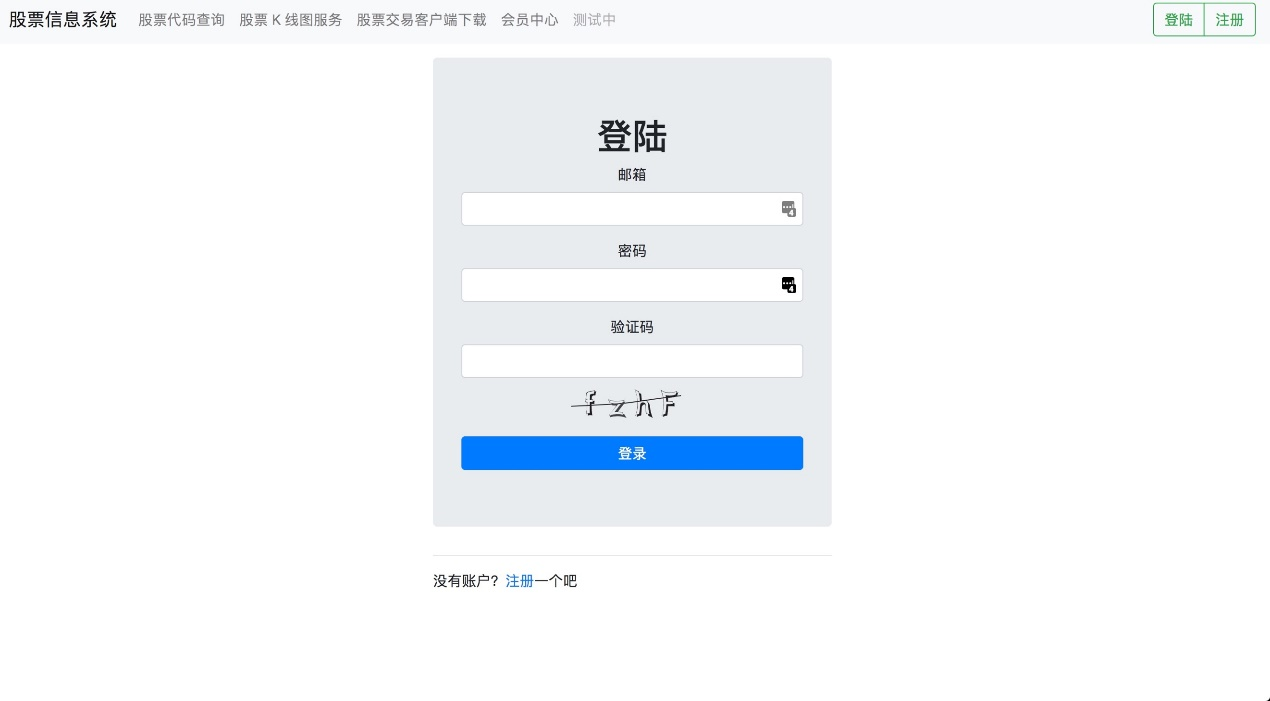 股票信息系统 股票代码查询 股票 K 线图服务 股票交易客户端下载 会员中心 测试中 登陆 注册
登陆
邮箱
密码
验证码
fzhF
登录
没有账户? 注册一个吧